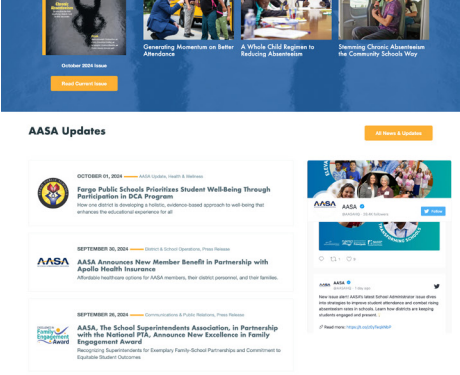 October 2024 Issue
Read Current Issue
Generating Momentum on Better
Attendance
A Whole Child Regimen to
Reducing Absenteeism
Stemming Chronic Absenteeism
the Community Schools Way
AASA Updates
All News & Updates
OCTOBER 01, 2024
AASA Update, Health & Wellness
Fargo Public Schools Prioritizes Student Well-Being Through
Participation in DCA Program
How one district is developing a holistic, evidence-based approach to well-being that
enhances the educational experience for all
SEPTEMBER 30, 2024
District & School Operations, Press Release
AASA
AASA Announces New Member Benefit in Partnership with
Apollo Health Insurance
Affordable healthcare options for AASA members, their district personnel, and their families.
SEPTEMBER 26, 2024
Communications & Public Relations, Press Release
Family
Engagement
Award
AASA, The School Superintendents Association, in Partnership
with the National PTA, Announce New Excellence in Family
Engagement Award
Recognizing Superintendents for Exemplary Family-School Partnerships and Commitment to
Equitable Student Outcomes
AASA
AASA
Follow
TRANSFORMING SCHOOLS
AASA
AASA
New issue alert! AASA's latest School Administrator issue dives
into strategies to improve student attendance and combat rising
absenteeism rates in schools. Learn how districts are keeping
students engaged and present.
Read more: